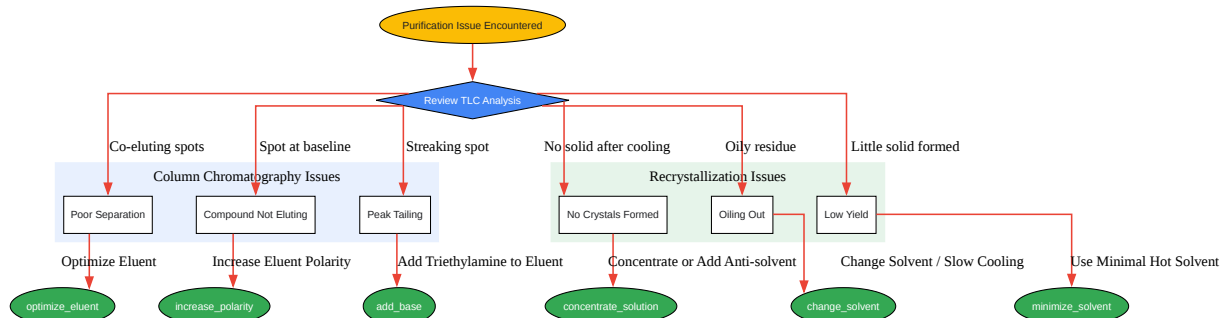 Purification Issue Encountered
Review TLC Analysis
Co-eluting spots
Spot at baseline
Streaking spot
No solid after cooling
Oily residue
Little solid formed
Column Chromatography Issues
Recrystallization Issues
Poor Separation
Compound Not Eluting
Peak Tailing
No Crystals Formed
Oiling Out
Low Yield
Optimize Eluent
Increase Eluent Polarity
Add Triethylamine to Eluent
Concentrate or Add Anti-solvent
Change Solvent / Slow Cooling
Use Minimal Hot Solvent
optimize_eluent
increase_polarity
add_base
concentrate_solution
change_solvent
minimize_solvent